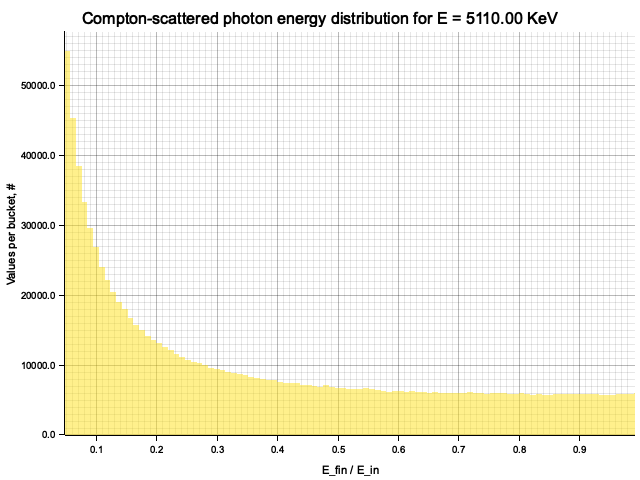 Compton-scattered photon energy distribution for E = 5110.00 KeV
Values per bucket, #
50000.0
40000.0
30000.0
20000.0
10000.0
0.0
0.1 0.2 0.3 0.4 0.5 0.6 0.7 0.8 0.9
E_fin / E_in